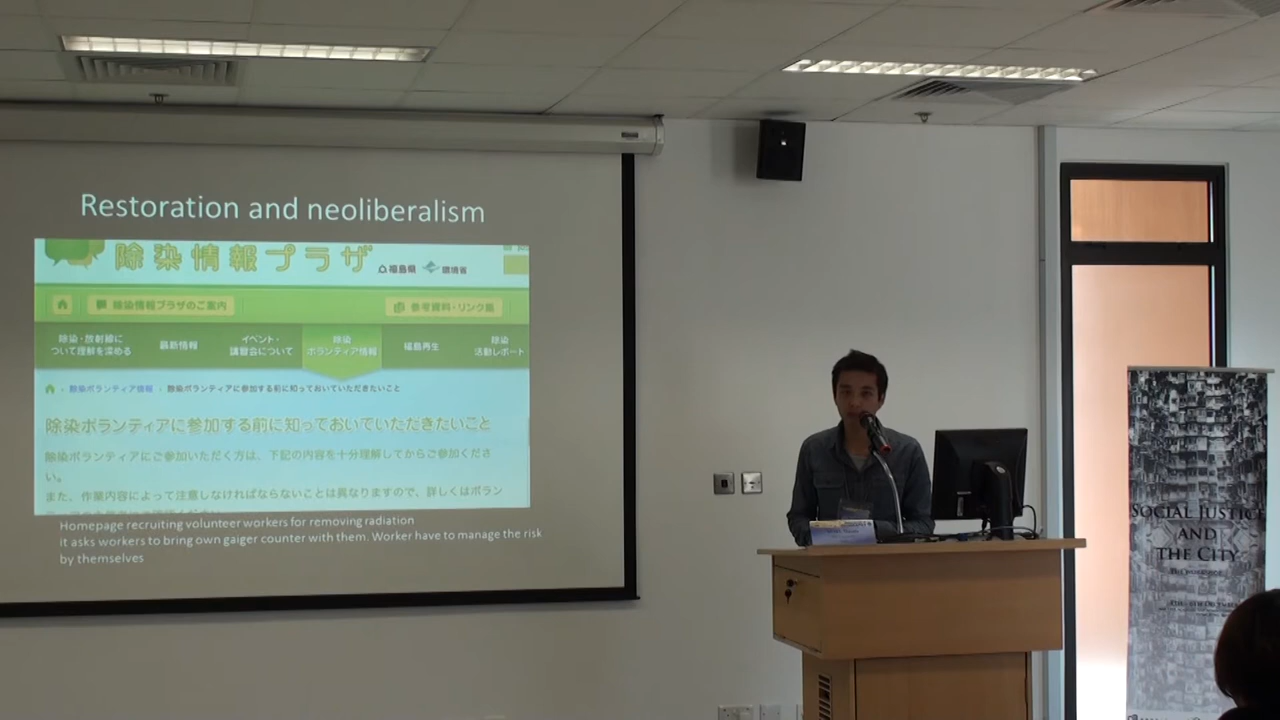 Restoration and neoliberalism
除染情報プラザ
福島県 環境省
除染情報プラザのご案内
参考資料・リンク集
除染・放射線に
ついて理解を深める
最新情報
イベント・
講習会について
除染
ボランティア情報
福島再生
除染
活動レポート
除染ボランティア情報 除染ボランティアに参加する前に知っておいていただきたいこと
除染ボランティアに参加する前に知っておいていただきたいこと
除染ボランティアにご参加いただく方は、下記の内容を十分理解してからご参加くださ
い。
また、作業内容によって注意しなければならないことは異なりますので、詳しくはボラン
Homepage recruiting volunteer workers for removing radiation
it asks workers to bring own gaiger counter with them. Worker have to manage the risk
by themselves
Social Justice
and
the City